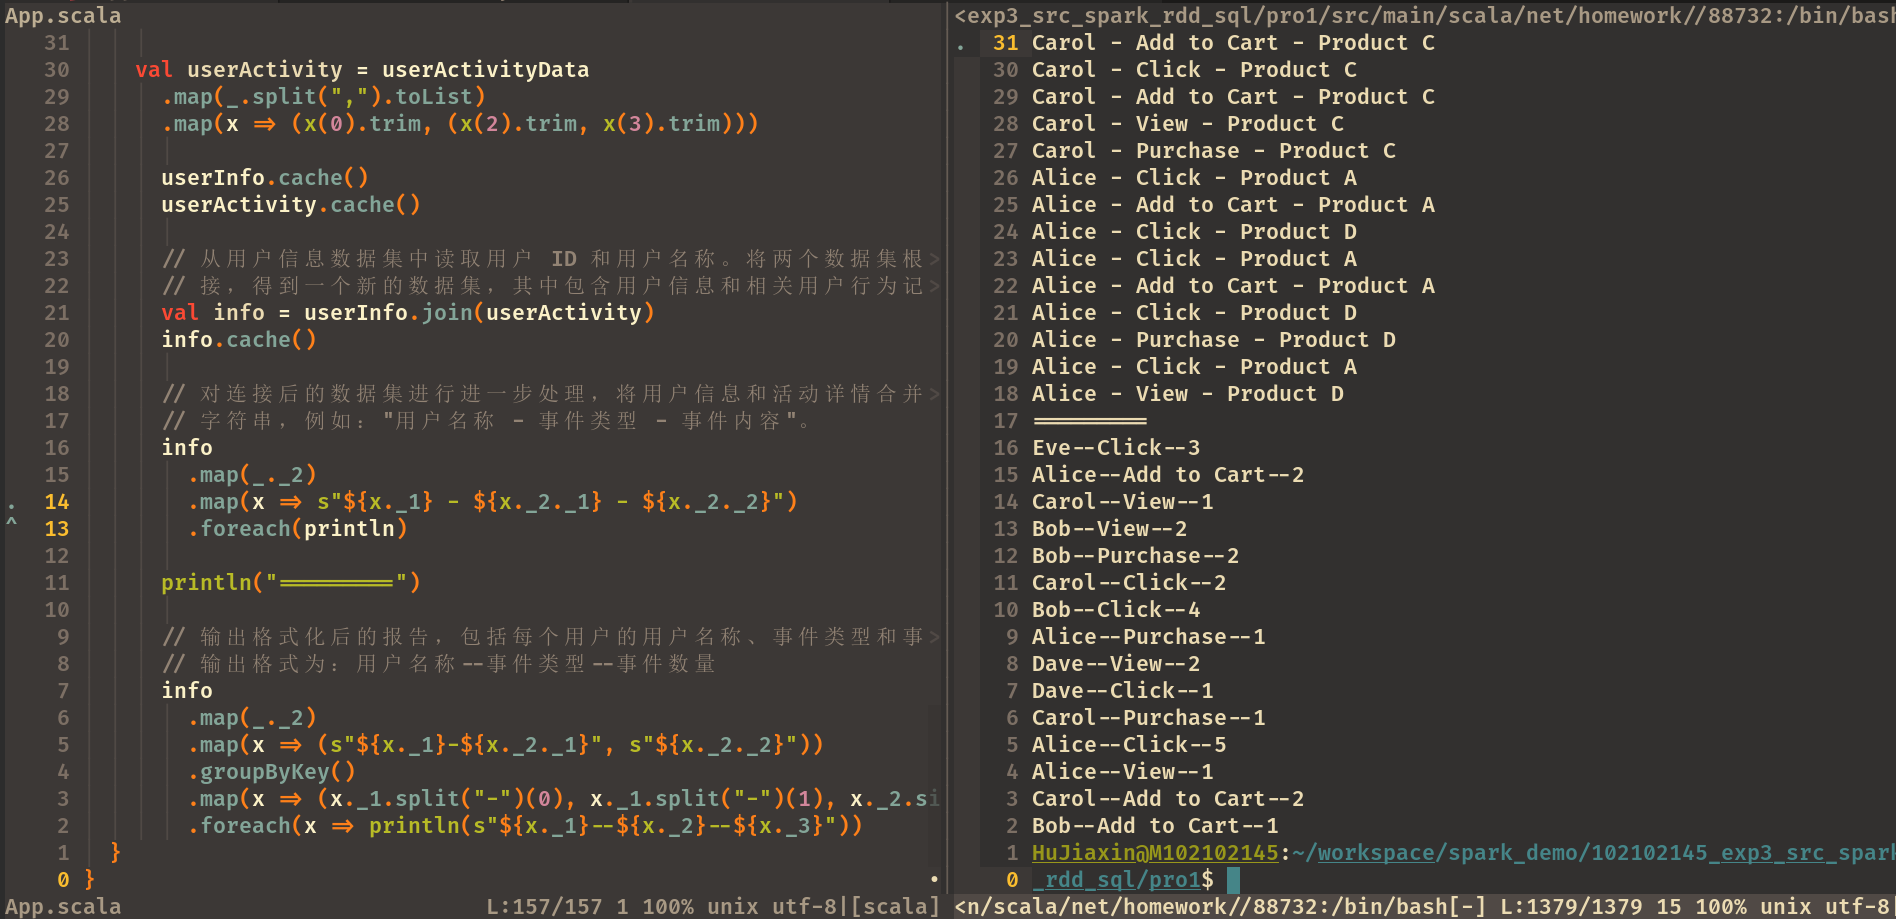 App.scala
31
30 val userActivity = userActivityData
29 .map(_.split(",").toList)
28 .map(x => (x(0).trim, (x(2).trim, x(3).trim)))
27
26 userInfo.cache()
25 userActivity.cache()
24
23 // 从用户信息数据集中读取用户 ID 和用户名称。将两个数据集根>
22 // 接，得到一个新的数据集，其中包含用户信息和相关用户行为记>
21 val info = userInfo.join(userActivity)
20 info.cache()
19
18 // 对连接后的数据集进行进一步处理，将用户信息和活动详情合并>
17 // 字符串，例如："用户名称 - 事件类型 - 事件内容"。
16 info
15 .map(_._2)
. 14 .map(x => s"${x._1} - ${x._2._1} - ${x._2._2}")
^ 13 .foreach(println)
12
11 println("=========")
10
9 // 输出格式化后的报告，包括每个用户的用户名称、事件类型和事>
8 // 输出格式为：用户名称--事件类型--事件数量
7 info
6 .map(_._2)
5 .map(x => (s"${x._1}-${x._2._1}", s"${x._2._2}"))
4 .groupByKey()
3 .map(x => (x._1.split("-")(0), x._1.split("-")(1), x._2.si
2 .foreach(x => println(s"${x._1}--${x._2}--${x._3}"))
1 }
0 }
App.scala L:157/157 1 100% unix utf-8|[scala]
<exp3_src_spark_rdd_sql/pro1/src/main/scala/net/homework//88732:/bin/bash
. 31 Carol - Add to Cart - Product C
30 Carol - Click - Product C
29 Carol - Add to Cart - Product C
28 Carol - View - Product C
27 Carol - Purchase - Product C
26 Alice - Click - Product A
25 Alice - Add to Cart - Product A
24 Alice - Click - Product D
23 Alice - Click - Product A
22 Alice - Add to Cart - Product A
21 Alice - Click - Product D
20 Alice - Purchase - Product D
19 Alice - Click - Product A
18 Alice - View - Product D
17 =========
16 Eve--Click--3
15 Alice--Add to Cart--2
14 Carol--View--1
13 Bob--View--2
12 Bob--Purchase--2
11 Carol--Click--2
10 Bob--Click--4
9 Alice--Purchase--1
8 Dave--View--2
7 Dave--Click--1
6 Carol--Purchase--1
5 Alice--Click--5
4 Alice--View--1
3 Carol--Add to Cart--2
2 Bob--Add to Cart--1
1 HuJiaxin@M102102145:~/workspace/spark_demo/102102145_exp3_src_spark
0 _rdd_sql/pro1$
<n/scala/net/homework//88732:/bin/bash[-] L:1379/1379 15 100% unix utf-8